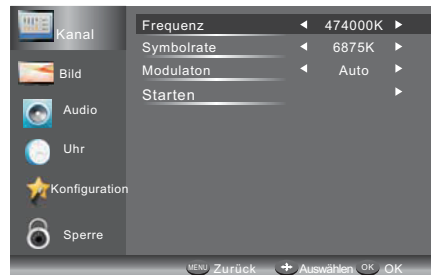 Kanal
Bild
Audio
Uhr
Konfiguration
Sperre
Frequenz 474000K
Symbolrate 6875K
Modulaton Auto
Starten
MENU Zurück Auswählen OK OK